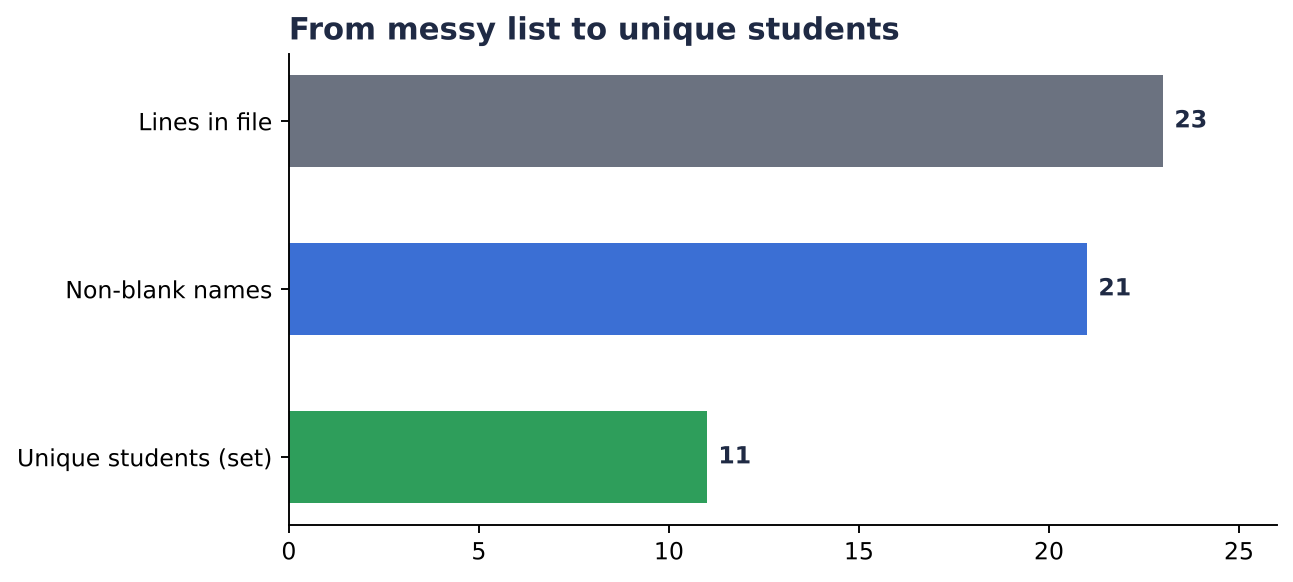 From messy list to unique students
Lines in file
23
Non-blank names
21
Unique students (set)
11
0 5 10 15 20 25